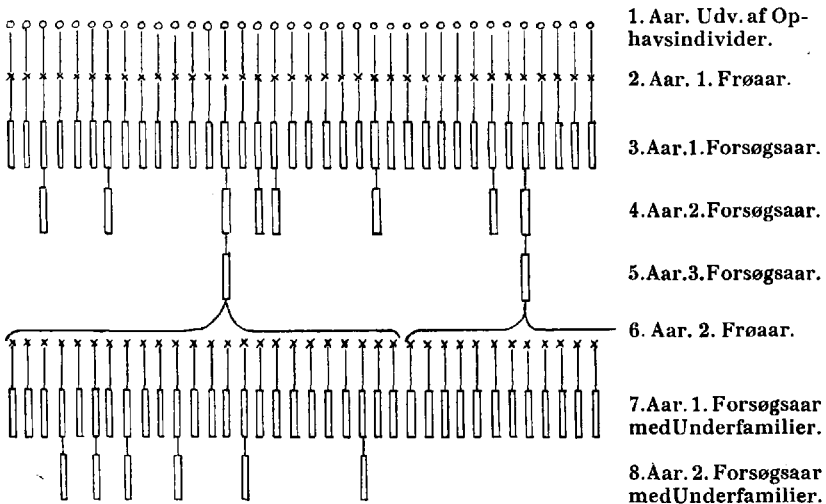 1. Aar. Udv. af Op-
havsindivider.
2. Aar. 1. Frøaar.
3. Aar. 1. Forsøgsaar.
4. Aar. 2. Forsøgsaar.
5. Aar. 3. Forsøgsaar.
6. Aar. 2. Frøaar.
7. Aar. 1. Forsøgsaar
med Underfamilier.
8. Aar. 2. Forsøgsaar
med Underfamilier.